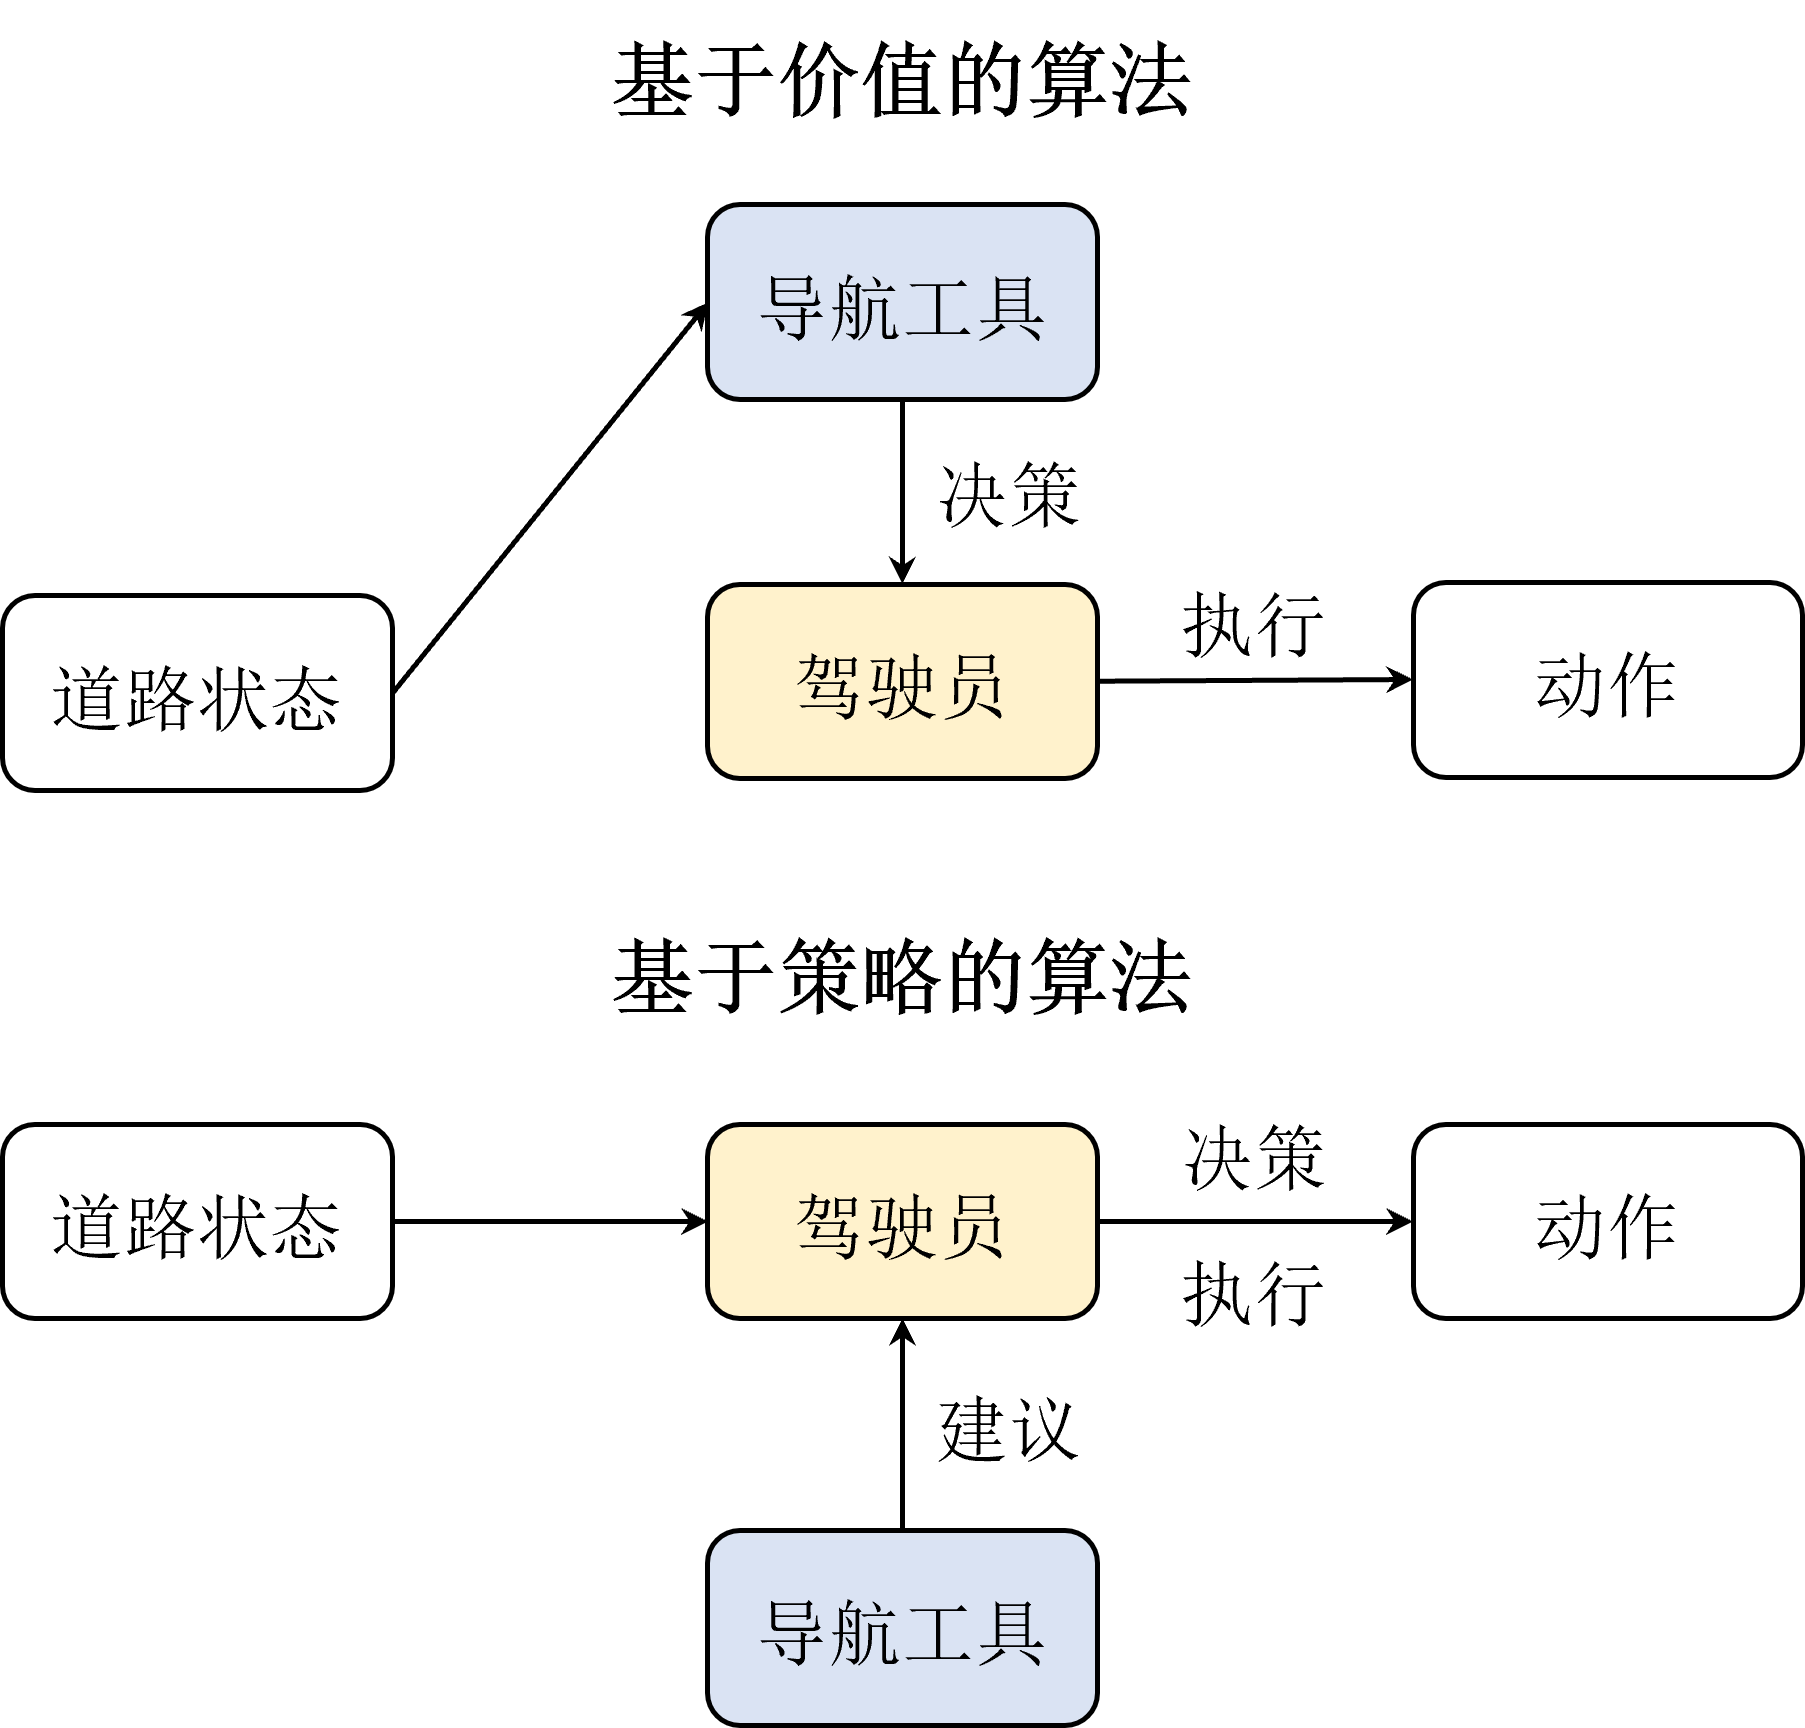 基于价值的算法
导航工具
决策
执行
道路状态
驾驶员
动作
基于策略的算法
决策
道路状态
驾驶员
动作
执行
建议
导航工具